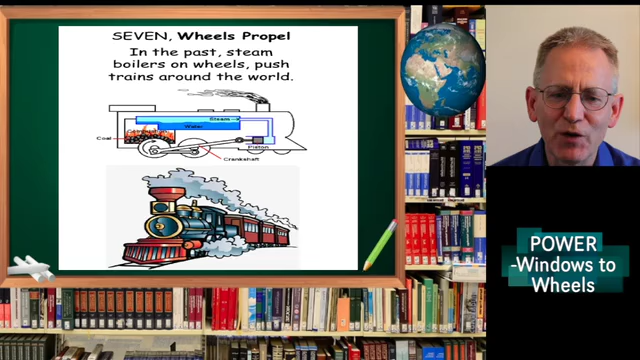 SEVEN, Wheels Propel
In the past, steam
boilers on wheels, push
trains around the world.
Steam
Water
Coal
Piston
Crankshaft
POWER
-Windows to
Wheels